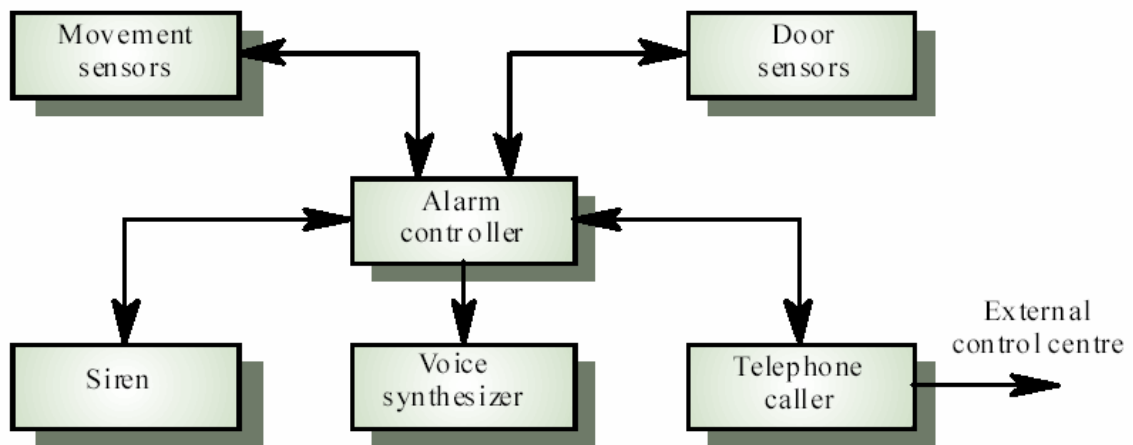 Movement
sensors
Door
sensors
Alarm
controller
Siren
Voice
synthesizer
Telephone
caller
External
control centre